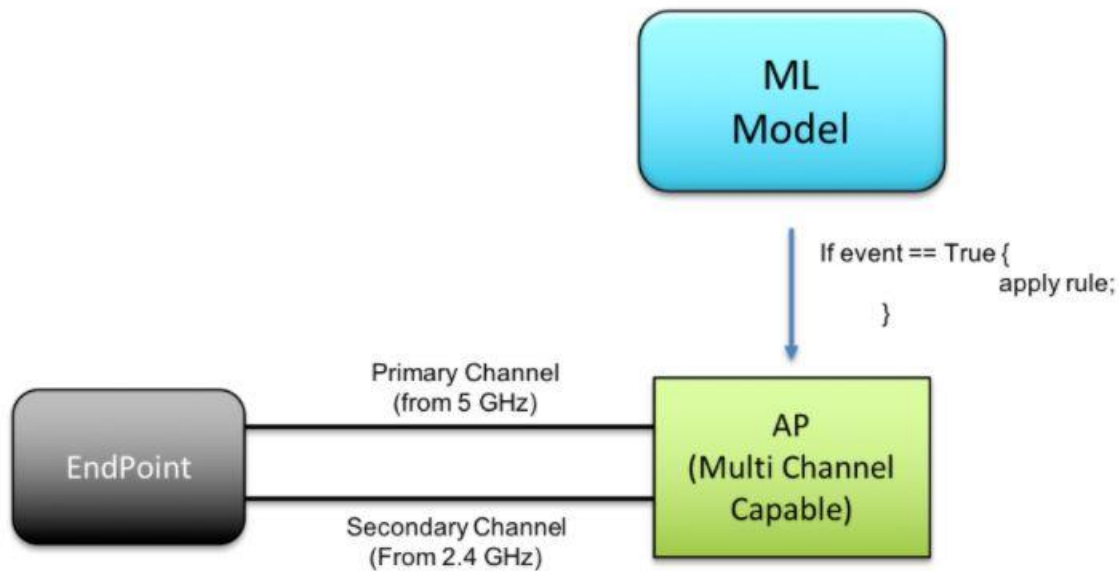 ML
Model
If event == True {
apply rule;
}
Primary Channel
(from 5 GHz)
EndPoint
AP
(Multi Channel
Capable)
Secondary Channel
(From 2.4 GHz)